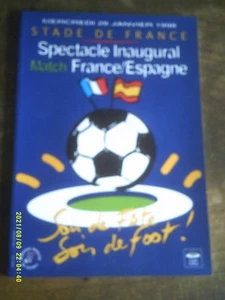 MERCREDI 28 JANVIER 1998
STADE DE FRANCE
Spectacle Inaugural
Match France/Espagne
Soir de Fête
Soir de foot !
2021/08/09 22:04:40